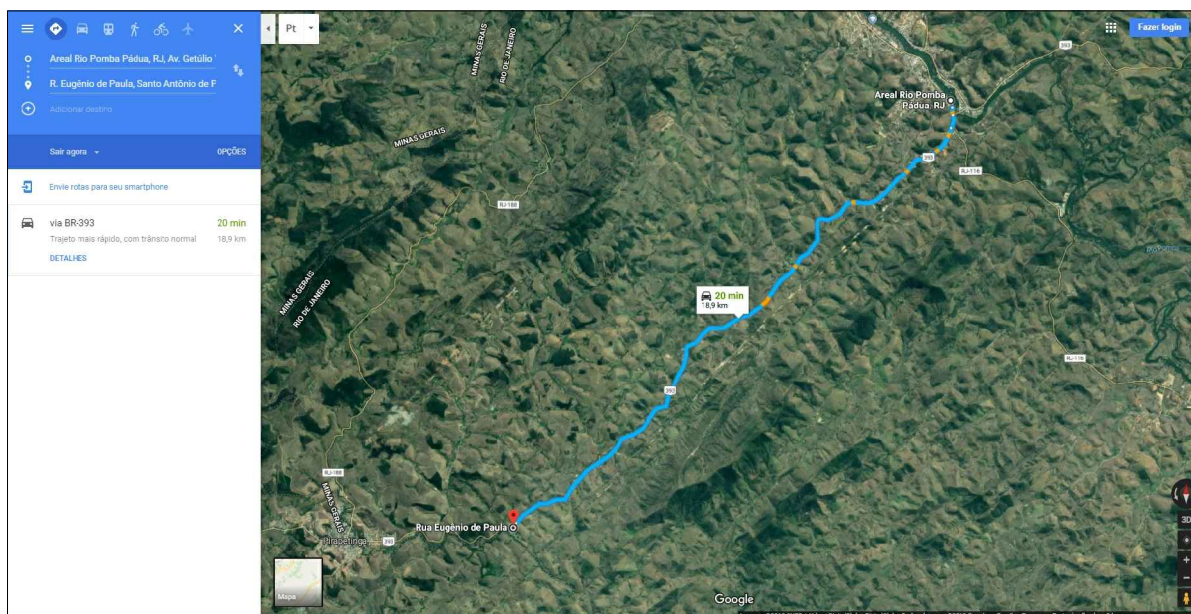 Areal Rio Pomba Pádua, RJ, Av. Getúlio
R. Eugênio de Paula, Santo Antônio de P
Adicionar destino
Sair agora
OPÇÕES
Envie rotas para seu smartphone
via BR-393
20 min
Trajeto mais rápido, com trânsito normal
18,9 km
DETALHES
Pt
Fazer login
MINAS GERAIS
RIO DE JANEIRO
MINAS GERAIS
393
Areal Rio Pomba
Pádua, RJ
393
RJ-116
RJ-186
MINAS GERAIS
RIO DE JANEIRO
20 min
18,9 km
RJ-116
393
RJ-186
MINAS GERAIS
Rua Eugênio de Paula
Pirapetinga
393
Mapa
Google
3D